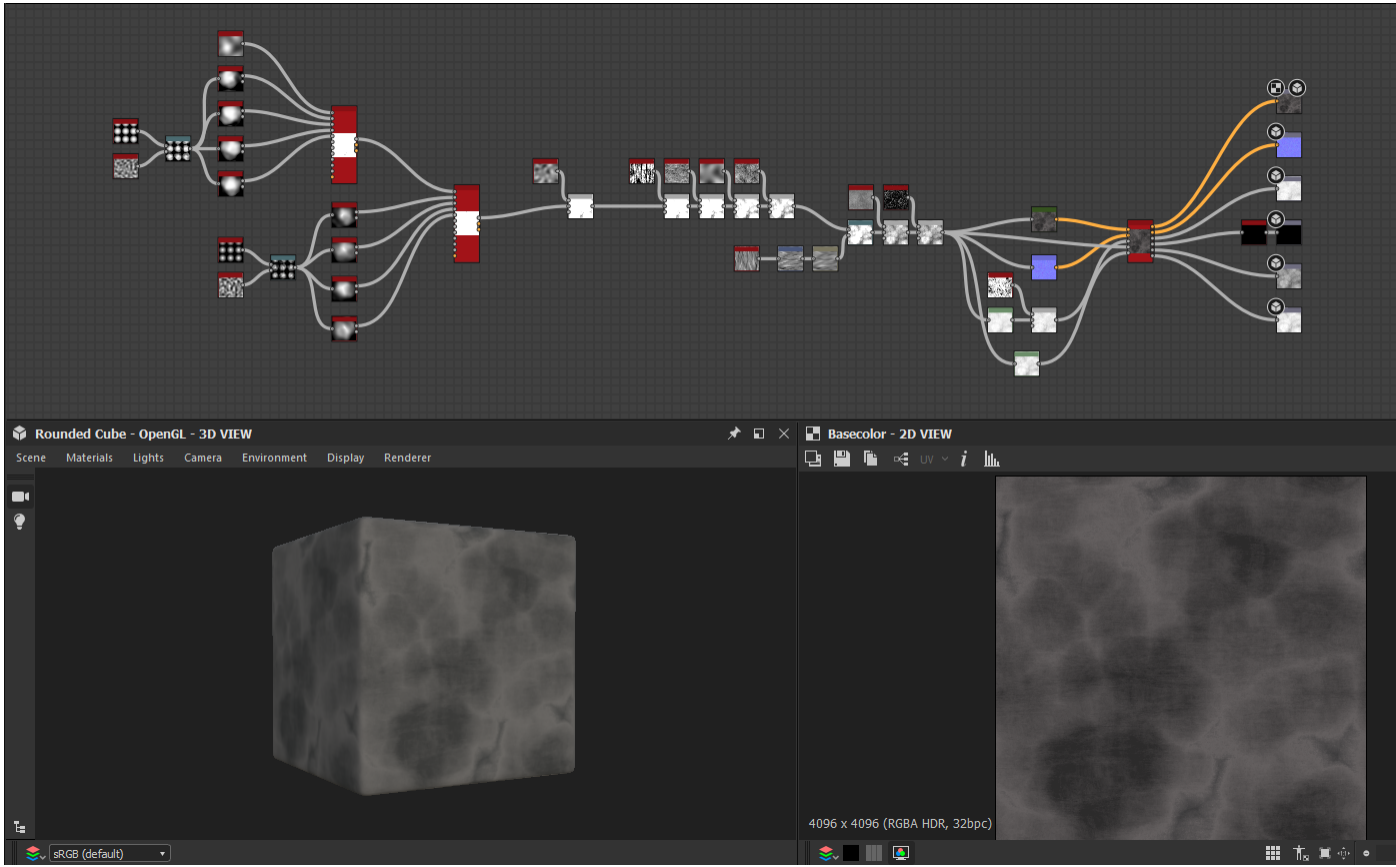 Rounded Cube - OpenGL - 3D VIEW
Scene Materials Lights Camera Environment Display Renderer
sRGB (default)
Basecolor - 2D VIEW
UV
4096 x 4096 (RGBA HDR, 32bpc)